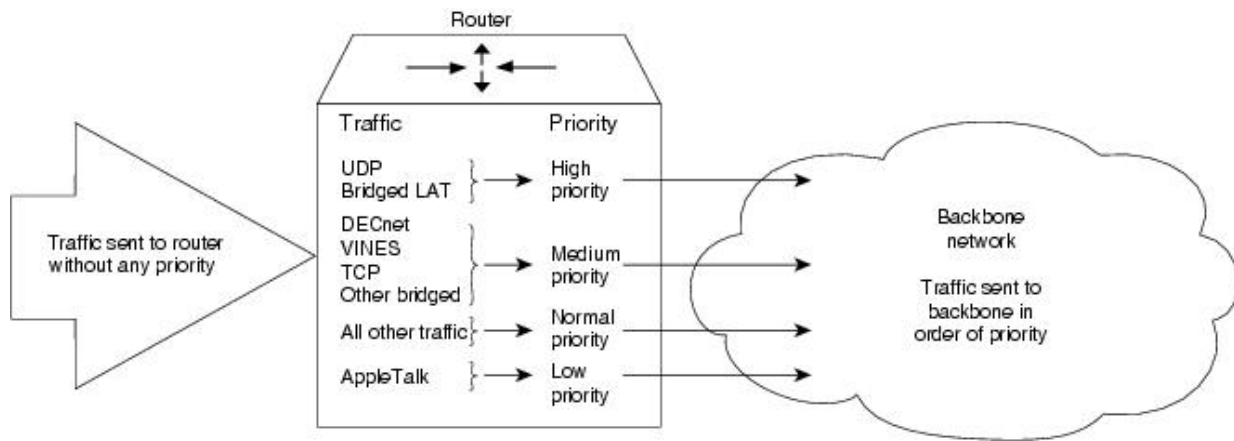 Router
Traffic
Priority
UDP
Bridged LAT
High
priority
DECnet
VINES
TCP
Other bridged
Medium
priority
All other traffic
Normal
priority
AppleTalk
Low
priority
Traffic sent to router
without any priority
Backbone
network
Traffic sent to
backbone in
order of priority